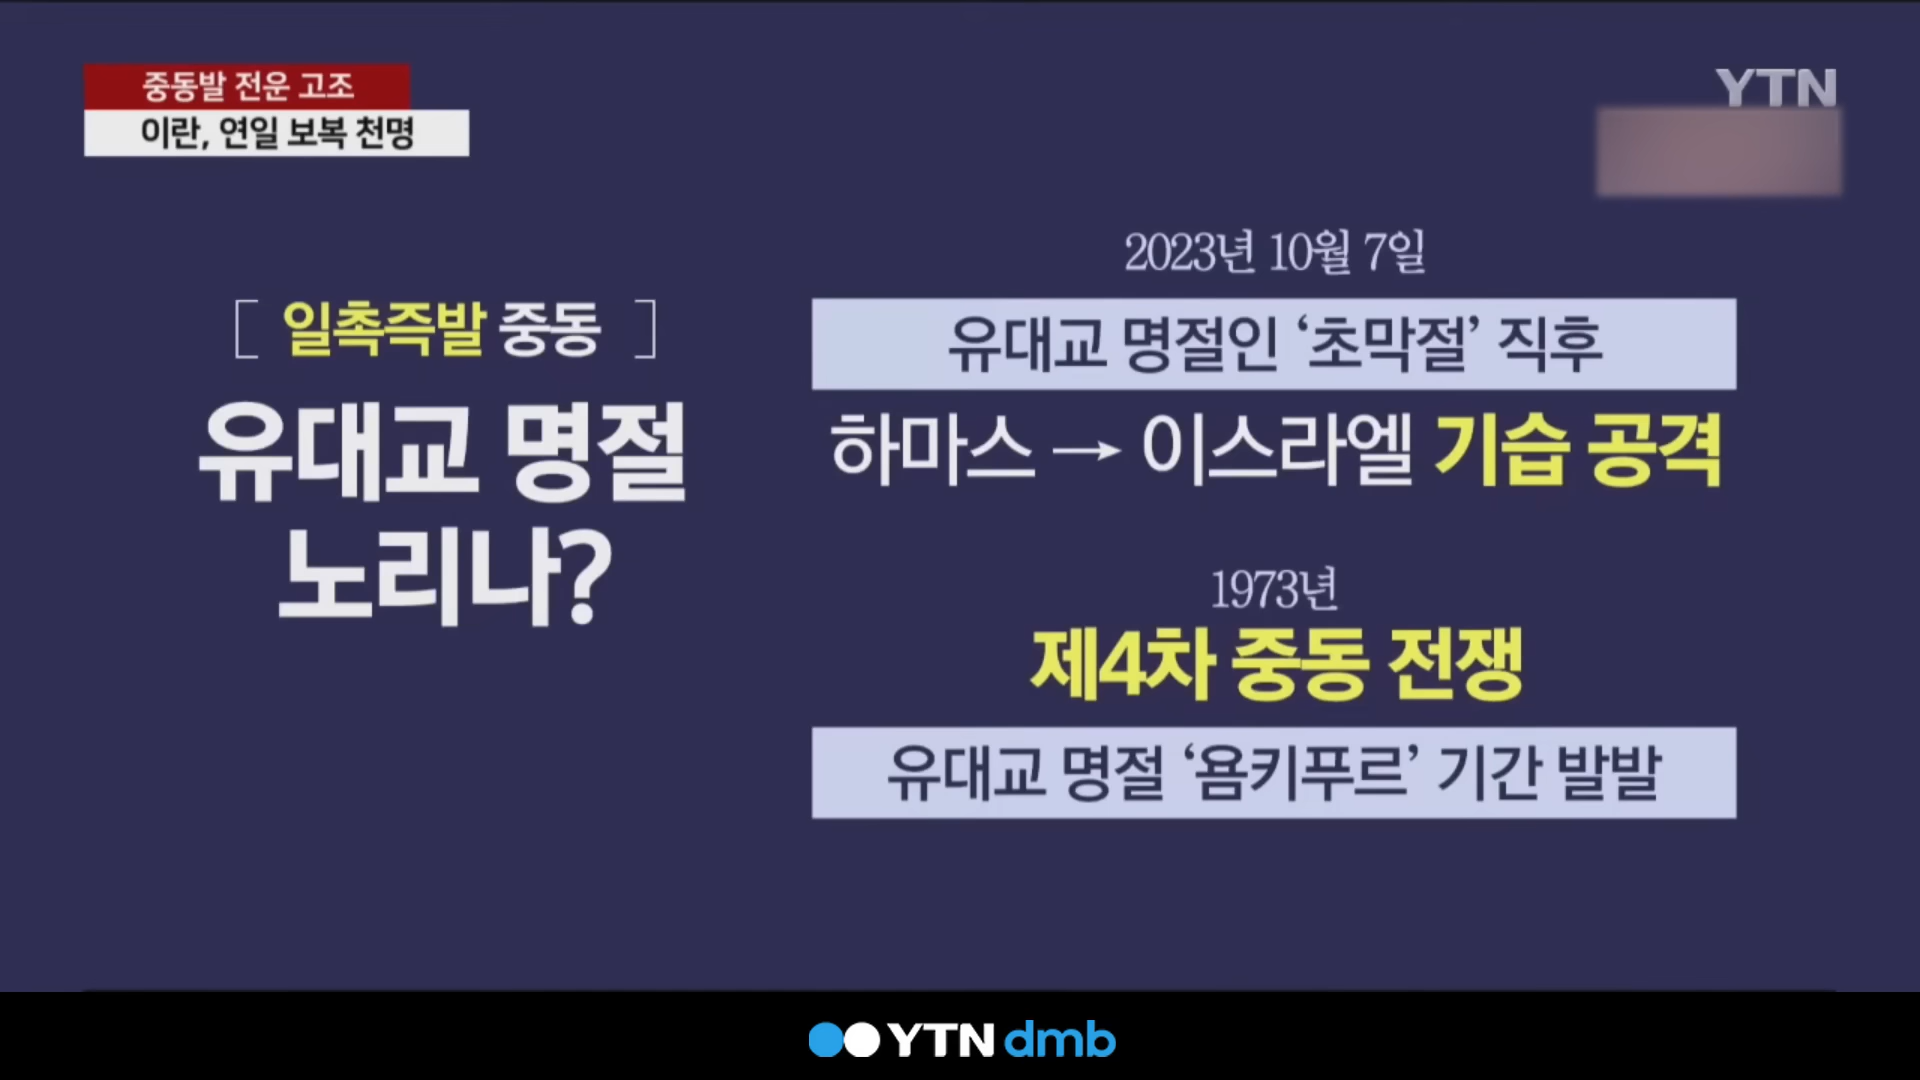 중동발 전운 고조
이란, 연일 보복 천명
YTN
[ 일촉즉발 중동 ]
유대교 명절
노리나?
2023년 10월 7일
유대교 명절인 ‘초막절’ 직후
하마스 → 이스라엘 기습 공격
1973년
제4차 중동 전쟁
유대교 명절 ‘욤키푸르’ 기간 발발
YTN dmb